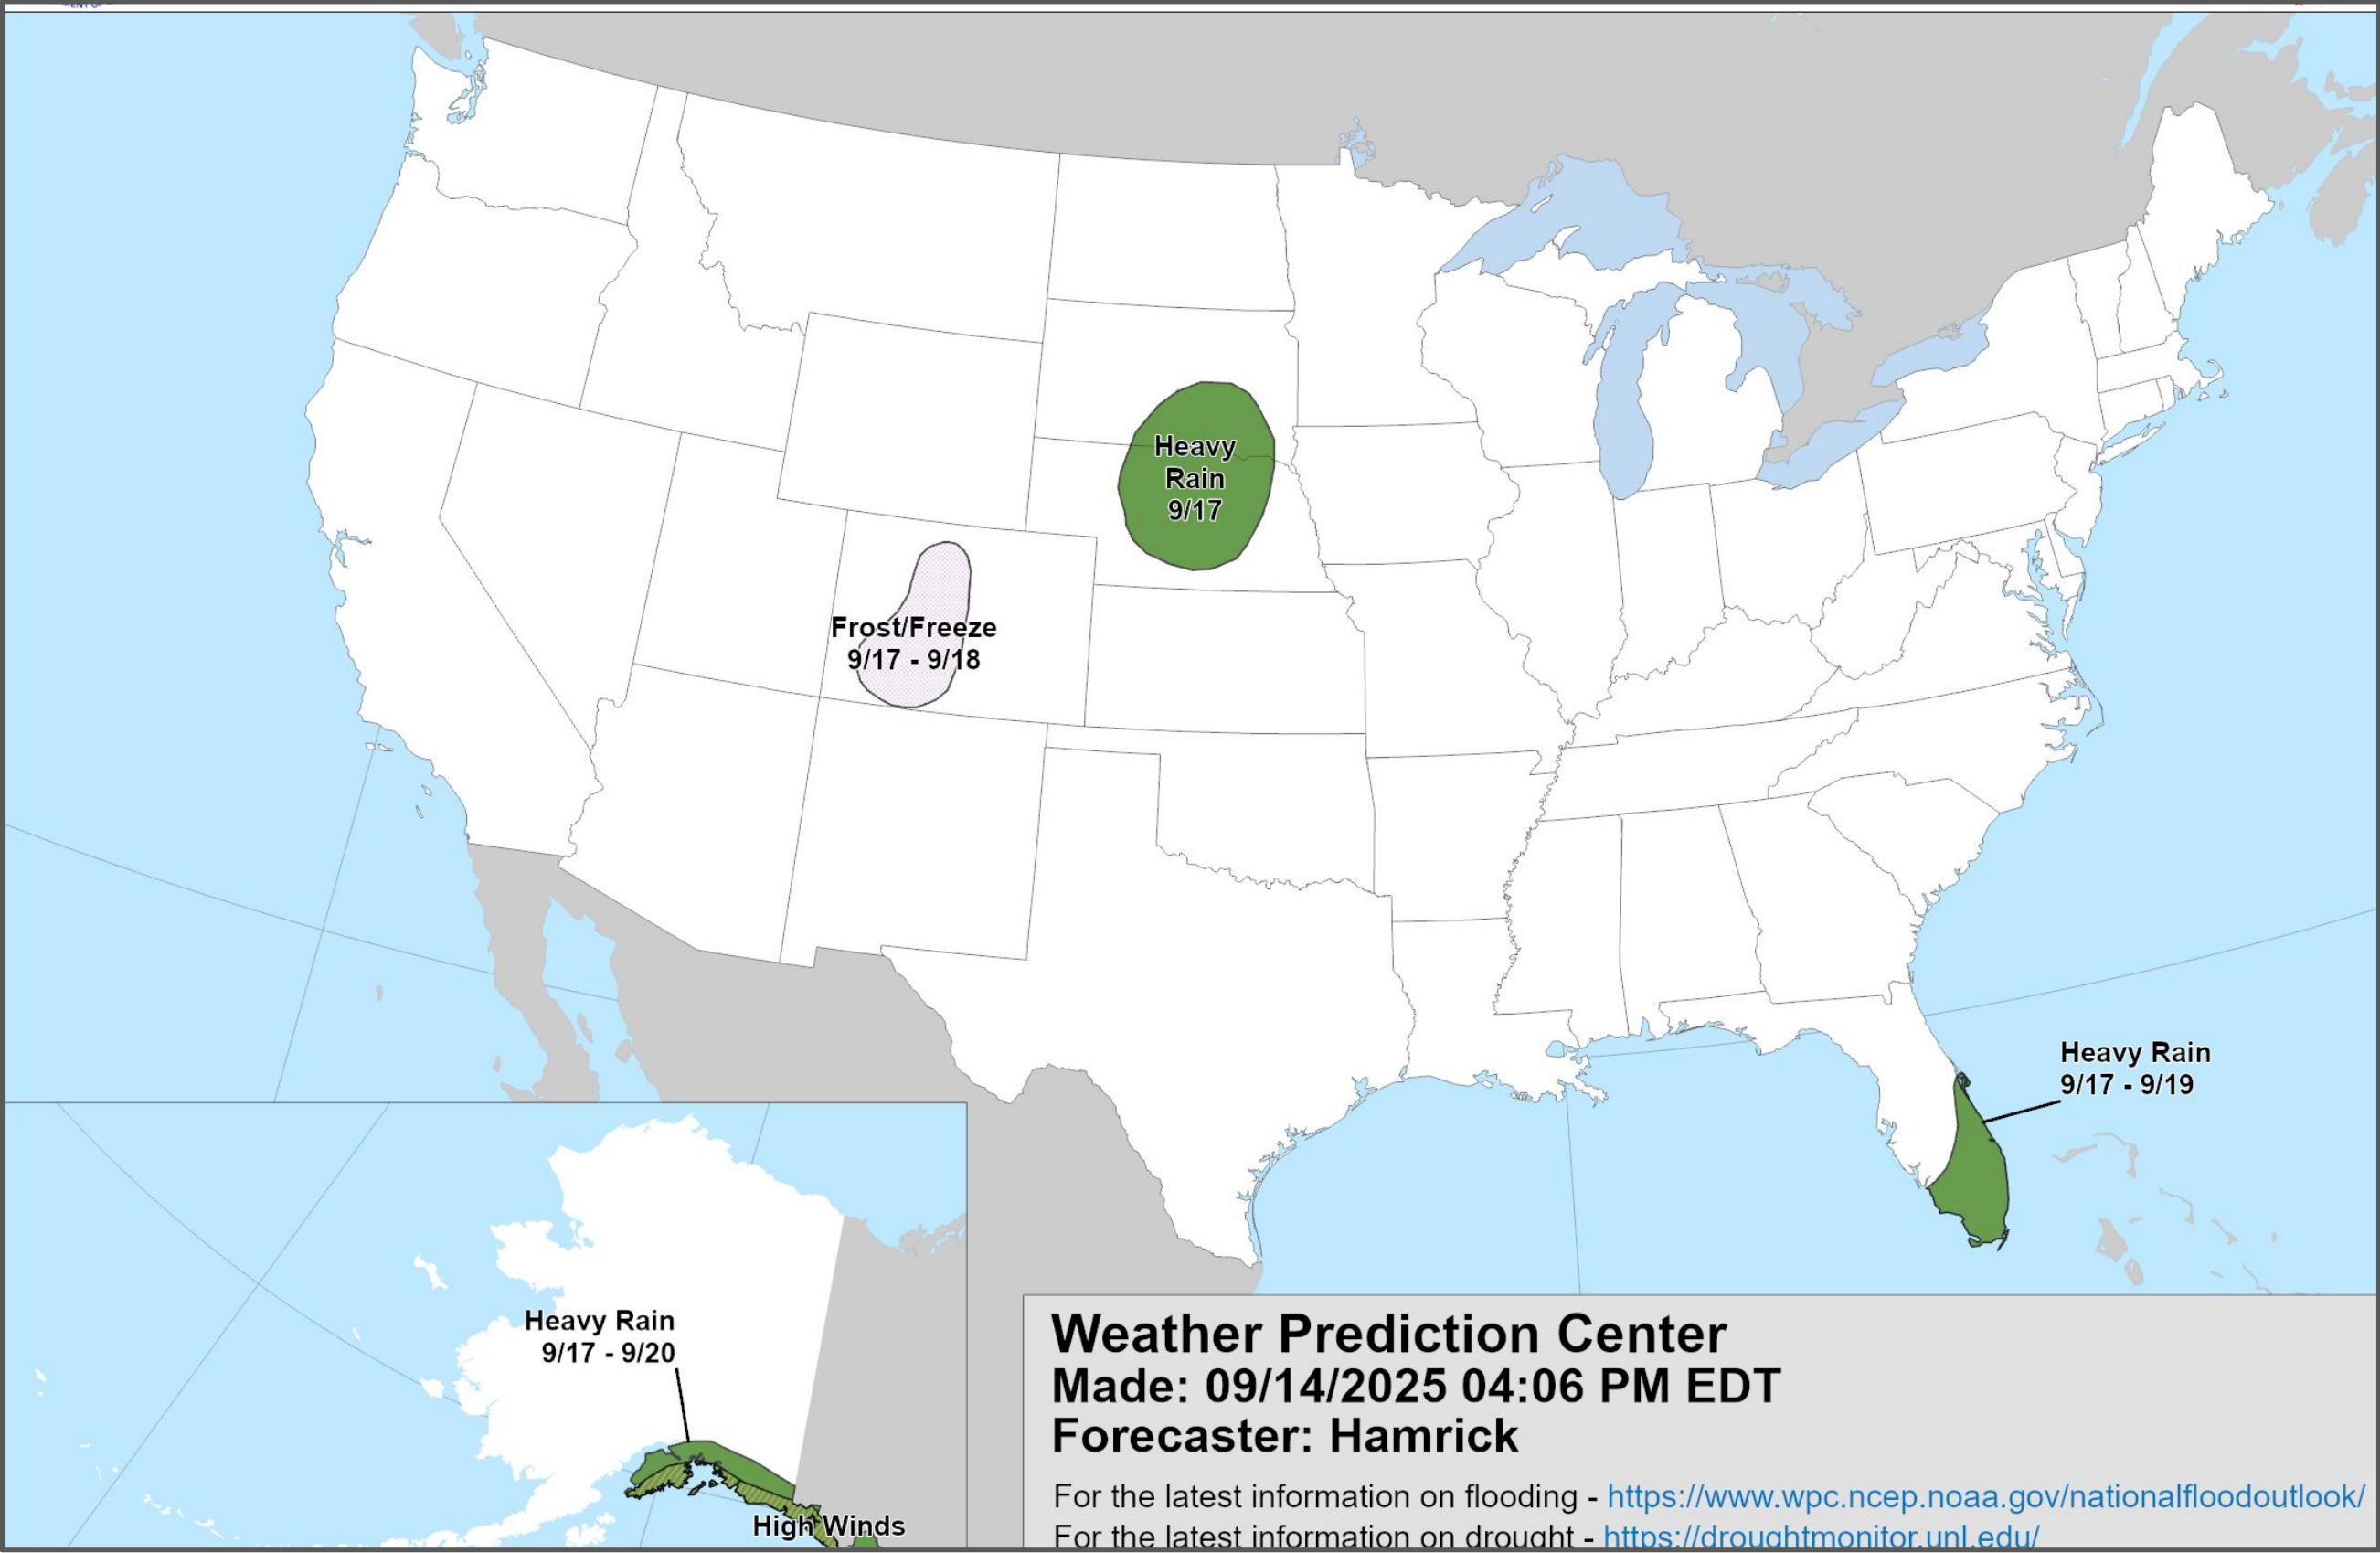 Heavy
Rain
9/17
Frost/Freeze
9/17 - 9/18
Heavy Rain
9/17 - 9/19
Heavy Rain
9/17 - 9/20
High Winds
Weather Prediction Center
Made: 09/14/2025 04:06 PM EDT
Forecaster: Hamrick
For the latest information on flooding - https://www.wpc.ncep.noaa.gov/nationalfloodoutlook/
For the latest information on drought - https://droughtmonitor.unl.edu/